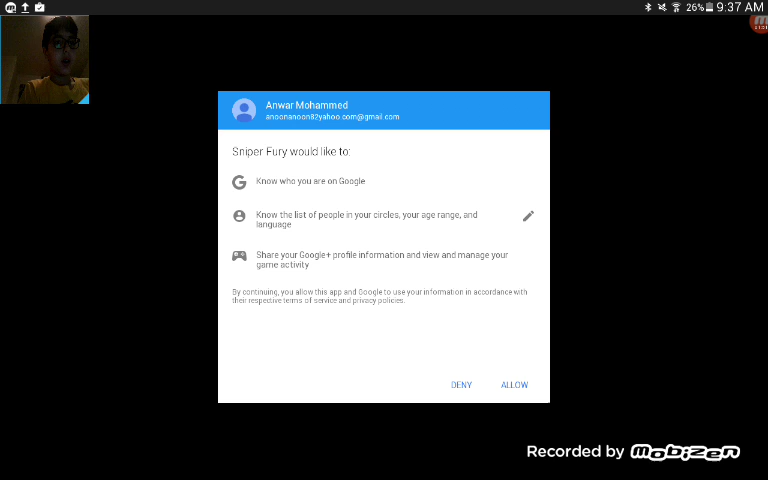 26% 9:37 AM
Anwar Mohammed
anoonanoon82yahoo.com@gmail.com
Sniper Fury would like to:
Know who you are on Google
Know the list of people in your circles, your age range, and
language
Share your Google+ profile information and view and manage your
game activity
By continuing, you allow this app and Google to use your information in accordance with
their respective terms of service and privacy policies.
DENY ALLOW
Recorded by mobizen